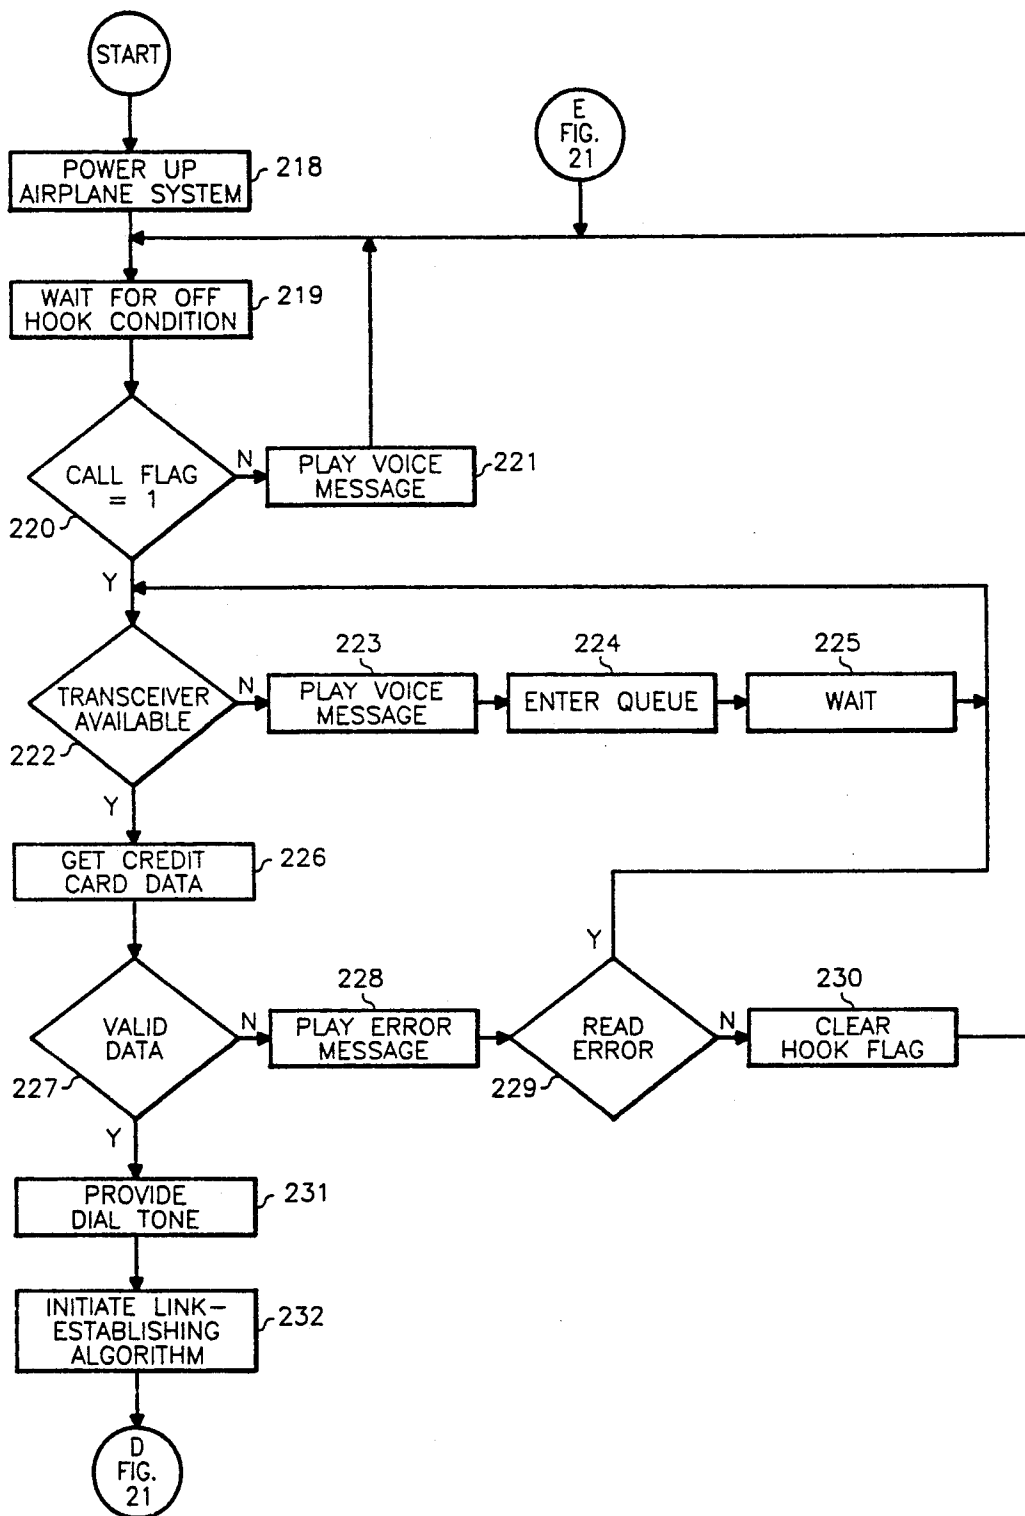 START
E
FIG.
21
POWER UP
AIRPLANE SYSTEM
218
WAIT FOR OFF
HOOK CONDITION
219
CALL FLAG
= 1
220
N
PLAY VOICE
MESSAGE
221
Y
TRANSCEIVER
AVAILABLE
222
N
223
PLAY VOICE
MESSAGE
224
ENTER QUEUE
225
WAIT
Y
GET CREDIT
CARD DATA
226
VALID
DATA
227
N
228
PLAY ERROR
MESSAGE
Y
READ
ERROR
229
N
230
CLEAR
HOOK FLAG
Y
PROVIDE
DIAL TONE
231
INITIATE LINK–
ESTABLISHING
ALGORITHM
232
D
FIG.
21